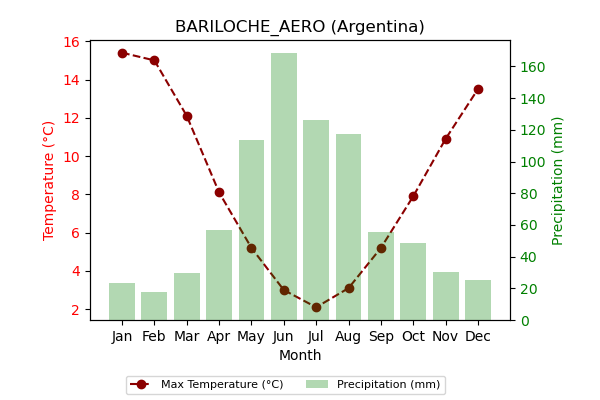 BARILOCHE_AERO (Argentina)
16
14
12
10
8
6
4
2
Temperature (°C)
160
140
120
100
80
60
40
20
0
Precipitation (mm)
Jan Feb Mar Apr May Jun Jul Aug Sep Oct Nov Dec
Month
Max Temperature (°C) Precipitation (mm)